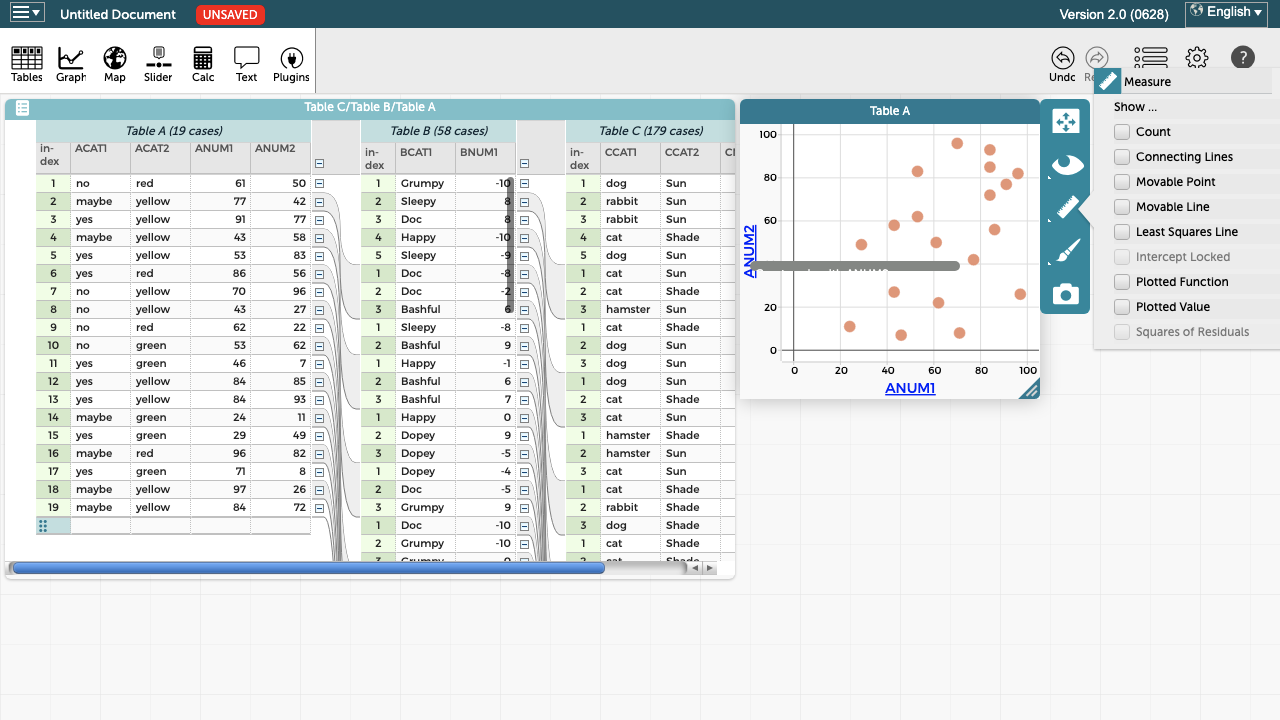 Untitled Document UNSAVED Version 2.0 (0628) English
Tables Graph Map Slider Calc Text Plugins
? Measure
Table C/Table B/Table A
Table A (19 cases) Table B (58 cases) Table C (179 cases)
in-dex ACAT1 ACAT2 ANUM1 ANUM2 in-dex BCAT1 BNUM1 in-dex CCAT1 CCAT2
1 no red 61 50 1 Grumpy -10 1 dog Sun
2 maybe yellow 77 42 2 Sleepy 8 2 rabbit Sun
3 yes yellow 91 77 3 Doc 8 3 rabbit Sun
4 maybe yellow 43 58 4 Happy -10 4 cat Shade
5 yes yellow 53 83 5 Sleepy -9 5 dog Sun
6 yes red 86 56 1 Doc -8 1 cat Sun
7 no yellow 70 96 2 Doc -2 2 cat Shade
8 no yellow 43 27 3 Bashful 6 3 hamster Sun
9 no red 62 22 1 Sleepy -8 1 cat Shade
10 no green 53 62 2 Bashful 9 2 dog Sun
11 yes green 46 7 1 Happy -1 3 dog Sun
12 yes yellow 84 85 2 Bashful 6 1 dog Sun
13 yes yellow 84 93 3 Bashful 7 2 cat Shade
14 maybe green 24 11 1 Happy 0 3 cat Sun
15 yes green 29 49 2 Dopey 9 1 hamster Shade
16 maybe red 96 82 3 Dopey -5 2 hamster Sun
17 yes green 71 8 1 Dopey -4 3 cat Sun
18 maybe yellow 97 26 2 Doc -5 1 cat Shade
19 maybe yellow 84 72 3 Grumpy 9 2 rabbit Shade
1 Doc -10 3 dog Shade
2 Grumpy -10 1 cat Shade
Table A
100
80
60
20
0
ANUM2
0 20 40 60 80 100
ANUM1
Show ...
Count
Connecting Lines
Movable Point
Movable Line
Least Squares Line
Intercept Locked
Plotted Function
Plotted Value
Squares of Residuals